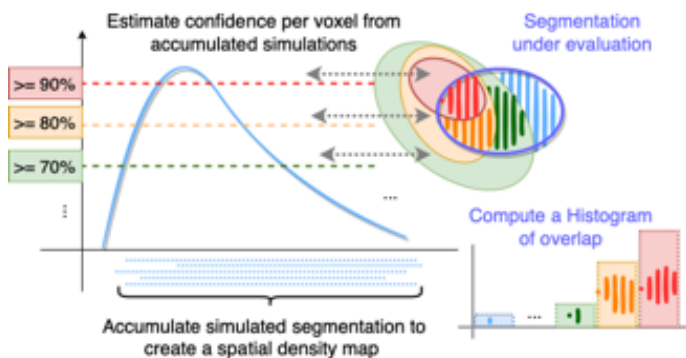 Estimate confidence per voxel from
accumulated simulations
Segmentation
under evaluation
>= 90%
>= 80%
>= 70%
...
...
Compute a Histogram
of overlap
...
Accumulate simulated segmentation to
create a spatial density map